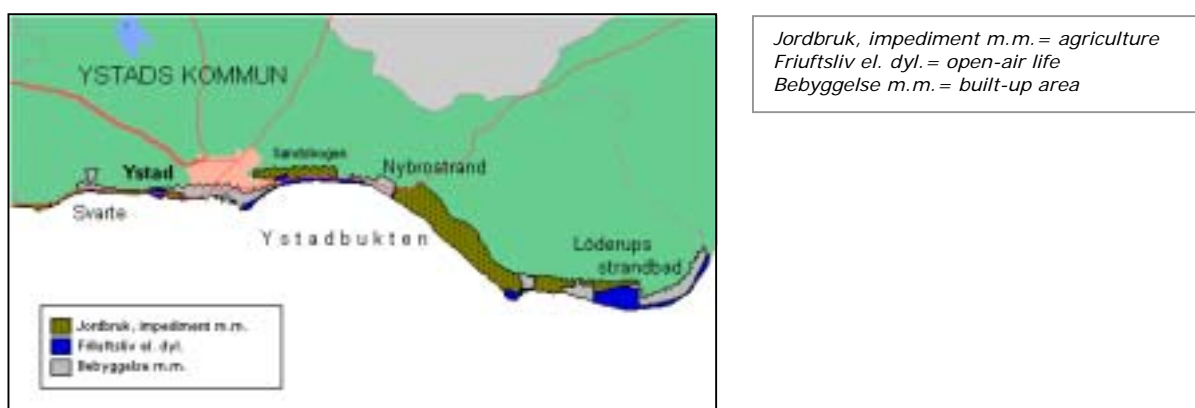 YSTADS KOMMUN
Sandskogen
Ystad
Nybrostrand
Svarte
Ystadbukten
Löderups
strandbad
Jordbruk, impediment m.m.
Friuftsliv el. dyl.
Bebyggelse m.m.
Jordbruk, impediment m.m.= agriculture
Friuftsliv el. dyl.= open-air life
Bebyggelse m.m.= built-up area